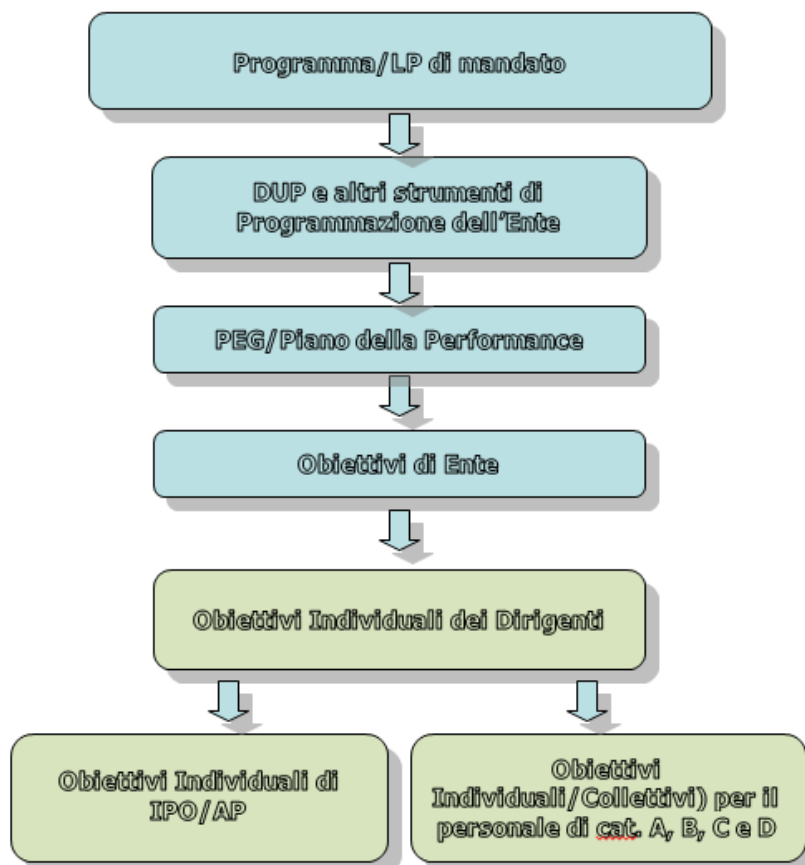 Programma/LP di mandato
DUP e altri strumenti di
Programmazione dell'Ente
PEG/Piano della Performance
Obiettivi di Ente
Obiettivi Individuali dei Dirigenti
Obiettivi Individuali di
IPO/AP
Obiettivi
Individuali/Collettivi) per il
personale di cat. A, B, C e D